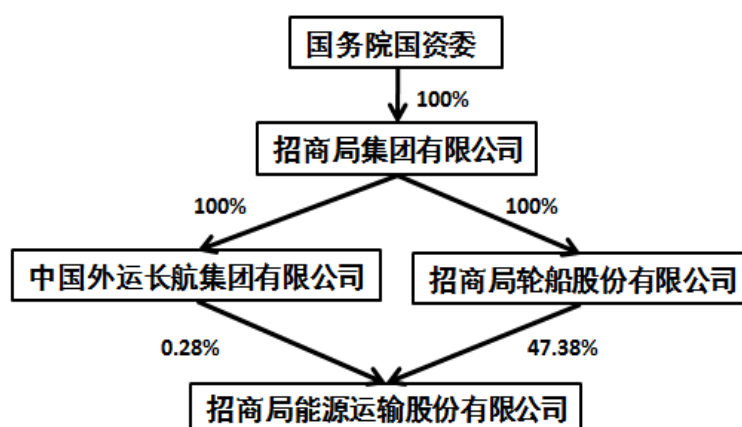 国务院国资委
100%
招商局集团有限公司
100%
100%
中国外运长航集团有限公司
招商局轮船股份有限公司
0.28%
47.38%
招商局能源运输股份有限公司